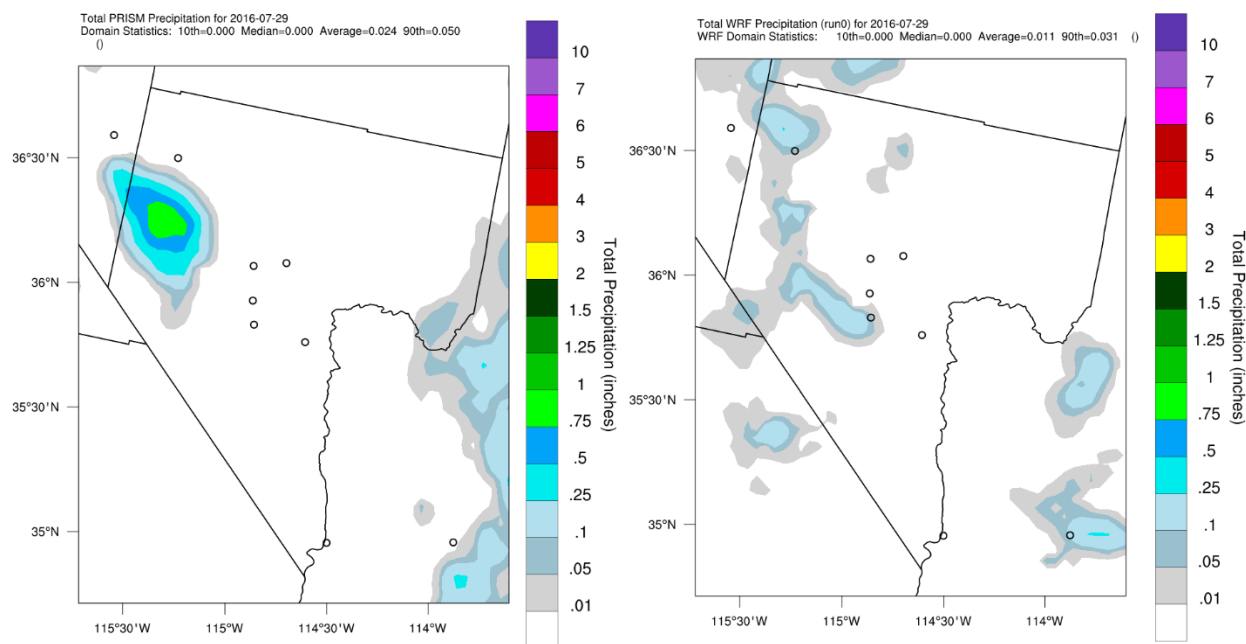 Total PRISM Precipitation for 2016-07-29
Domain Statistics: 10th=0.000 Median=0.000 Average=0.024 90th=0.050
()
36°30'N
36°N
35°30'N
35°N
115°30'W
115°W
114°30'W
114°W
10
7
6
5
4
3
2
1.5
1.25
1
.75
.5
.25
.1
.05
.01
Total Precipitation (inches)
Total WRF Precipitation (run0) for 2016-07-29
WRF Domain Statistics: 10th=0.000 Median=0.000 Average=0.011 90th=0.031 ()
36°30'N
36°N
35°30'N
35°N
115°30'W
115°W
114°30'W
114°W
10
7
6
5
4
3
2
1.5
1.25
1
.75
.5
.25
.1
.05
.01
Total Precipitation (inches)